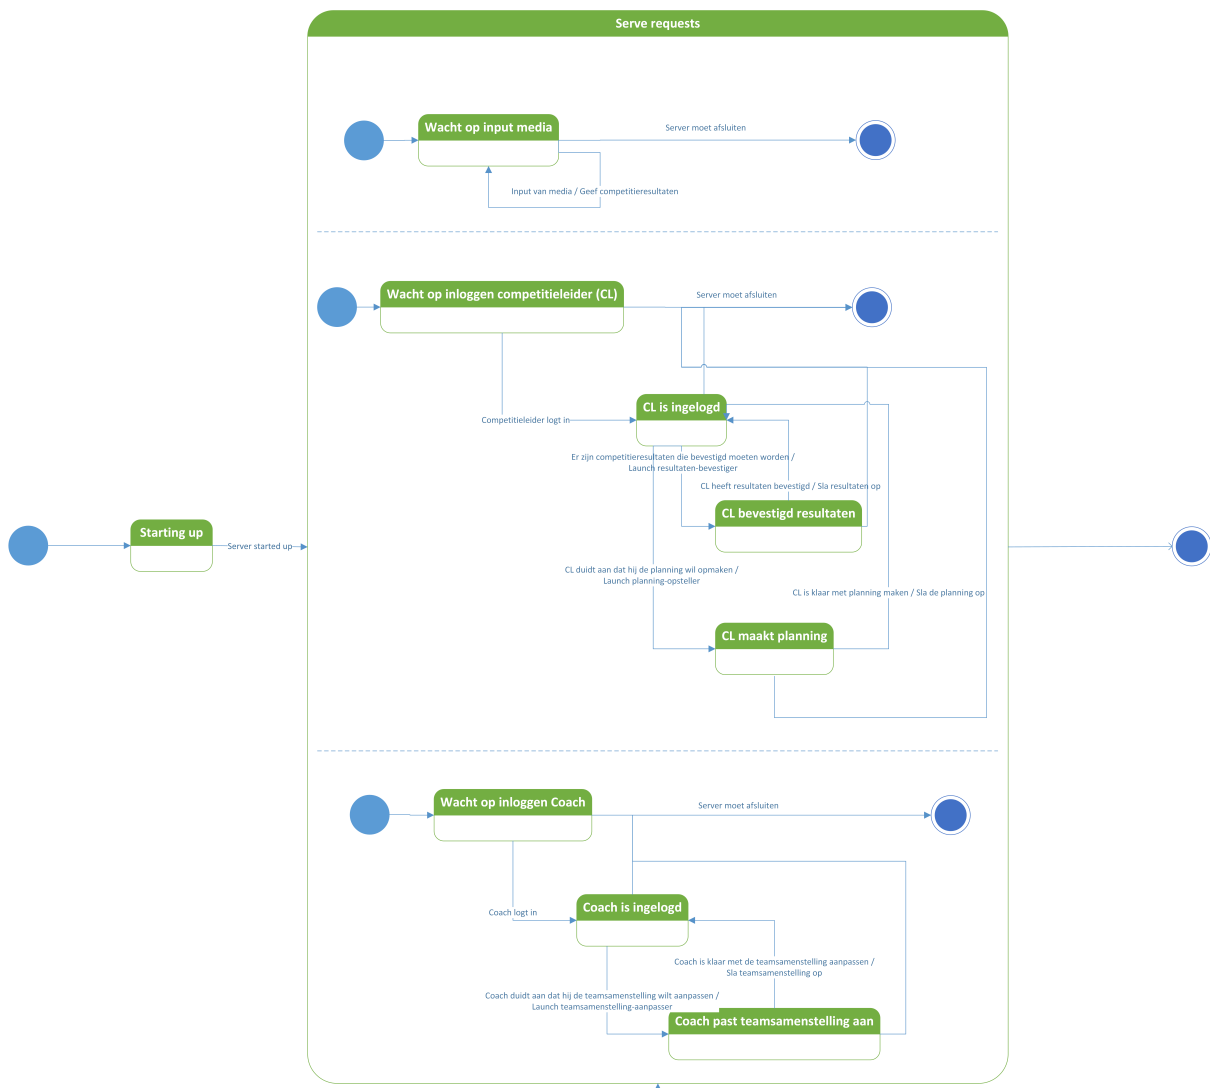 Serve requests
Wacht op input media
Server moet afsluiten
Input van media / Geef competitieresultaten
Wacht op inloggen competitieleider (CL)
Server moet afsluiten
CL is ingelogd
Competitieleider logt in
Er zijn competitieresultaten die bevestigd moeten worden /
Launch resultaten-bevestiger
CL heeft resultaten bevestigd / Sla resultaten op
CL bevestigd resultaten
Starting up
Server started up
CL duidt aan dat hij de planning wil opmaken /
Launch planning-opsteller
CL is klaar met planning maken / Sla de planning op
CL maakt planning
Wacht op inloggen Coach
Server moet afsluiten
Coach is ingelogd
Coach logt in
Coach is klaar met de teamsamenstelling aanpassen /
Sla teamsamenstelling op
Coach duidt aan dat hij de teamsamenstelling wilt aanpassen /
Launch teamsamenstelling-aanpasser
Coach past teamsamenstelling aan